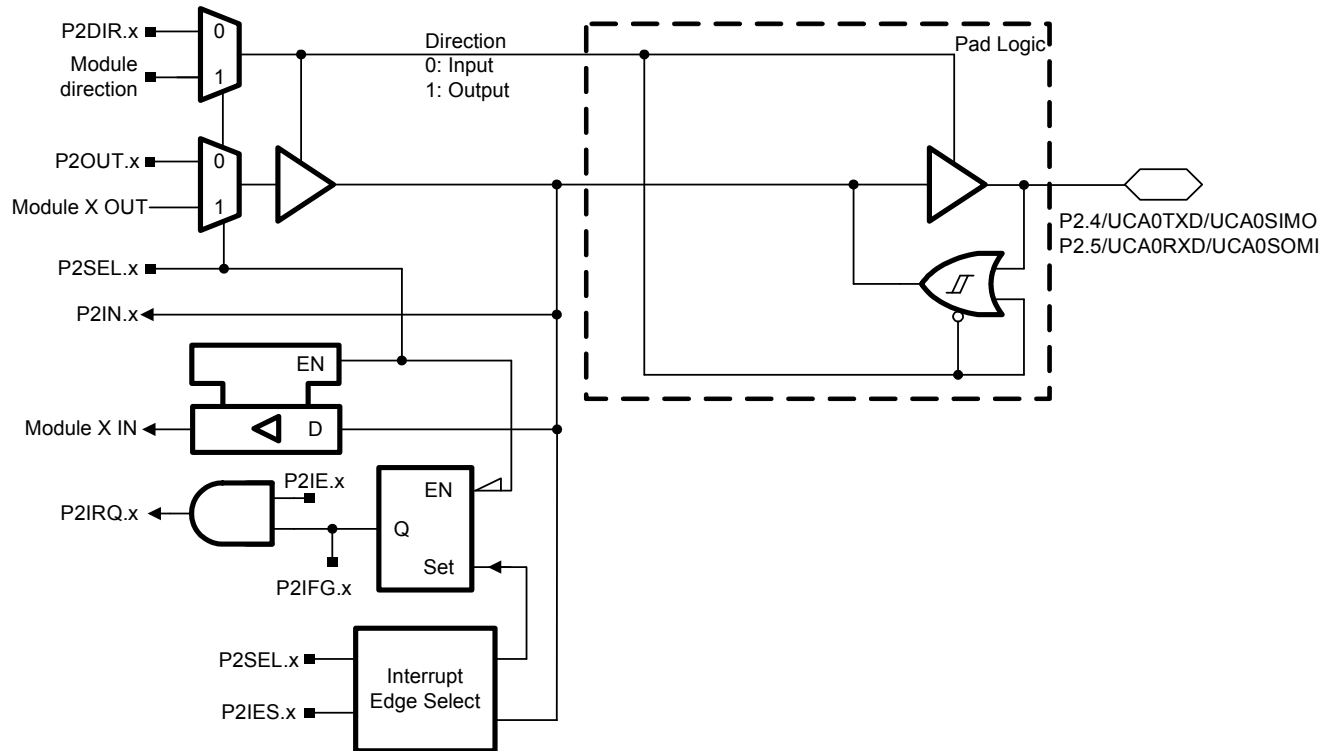 P2DIR.x
0
Module
direction
1
Direction
0: Input
1: Output
Pad Logic
P2OUT.x
0
Module X OUT
1
P2.4/UCA0TXD/UCA0SIMO
P2.5/UCA0RXD/UCA0SOMI
P2SEL.x
P2IN.x
EN
Module X IN
D
P2IE.x
EN
P2IRQ.x
Q
Set
P2IFG.x
P2SEL.x
Interrupt
Edge Select
P2IES.x